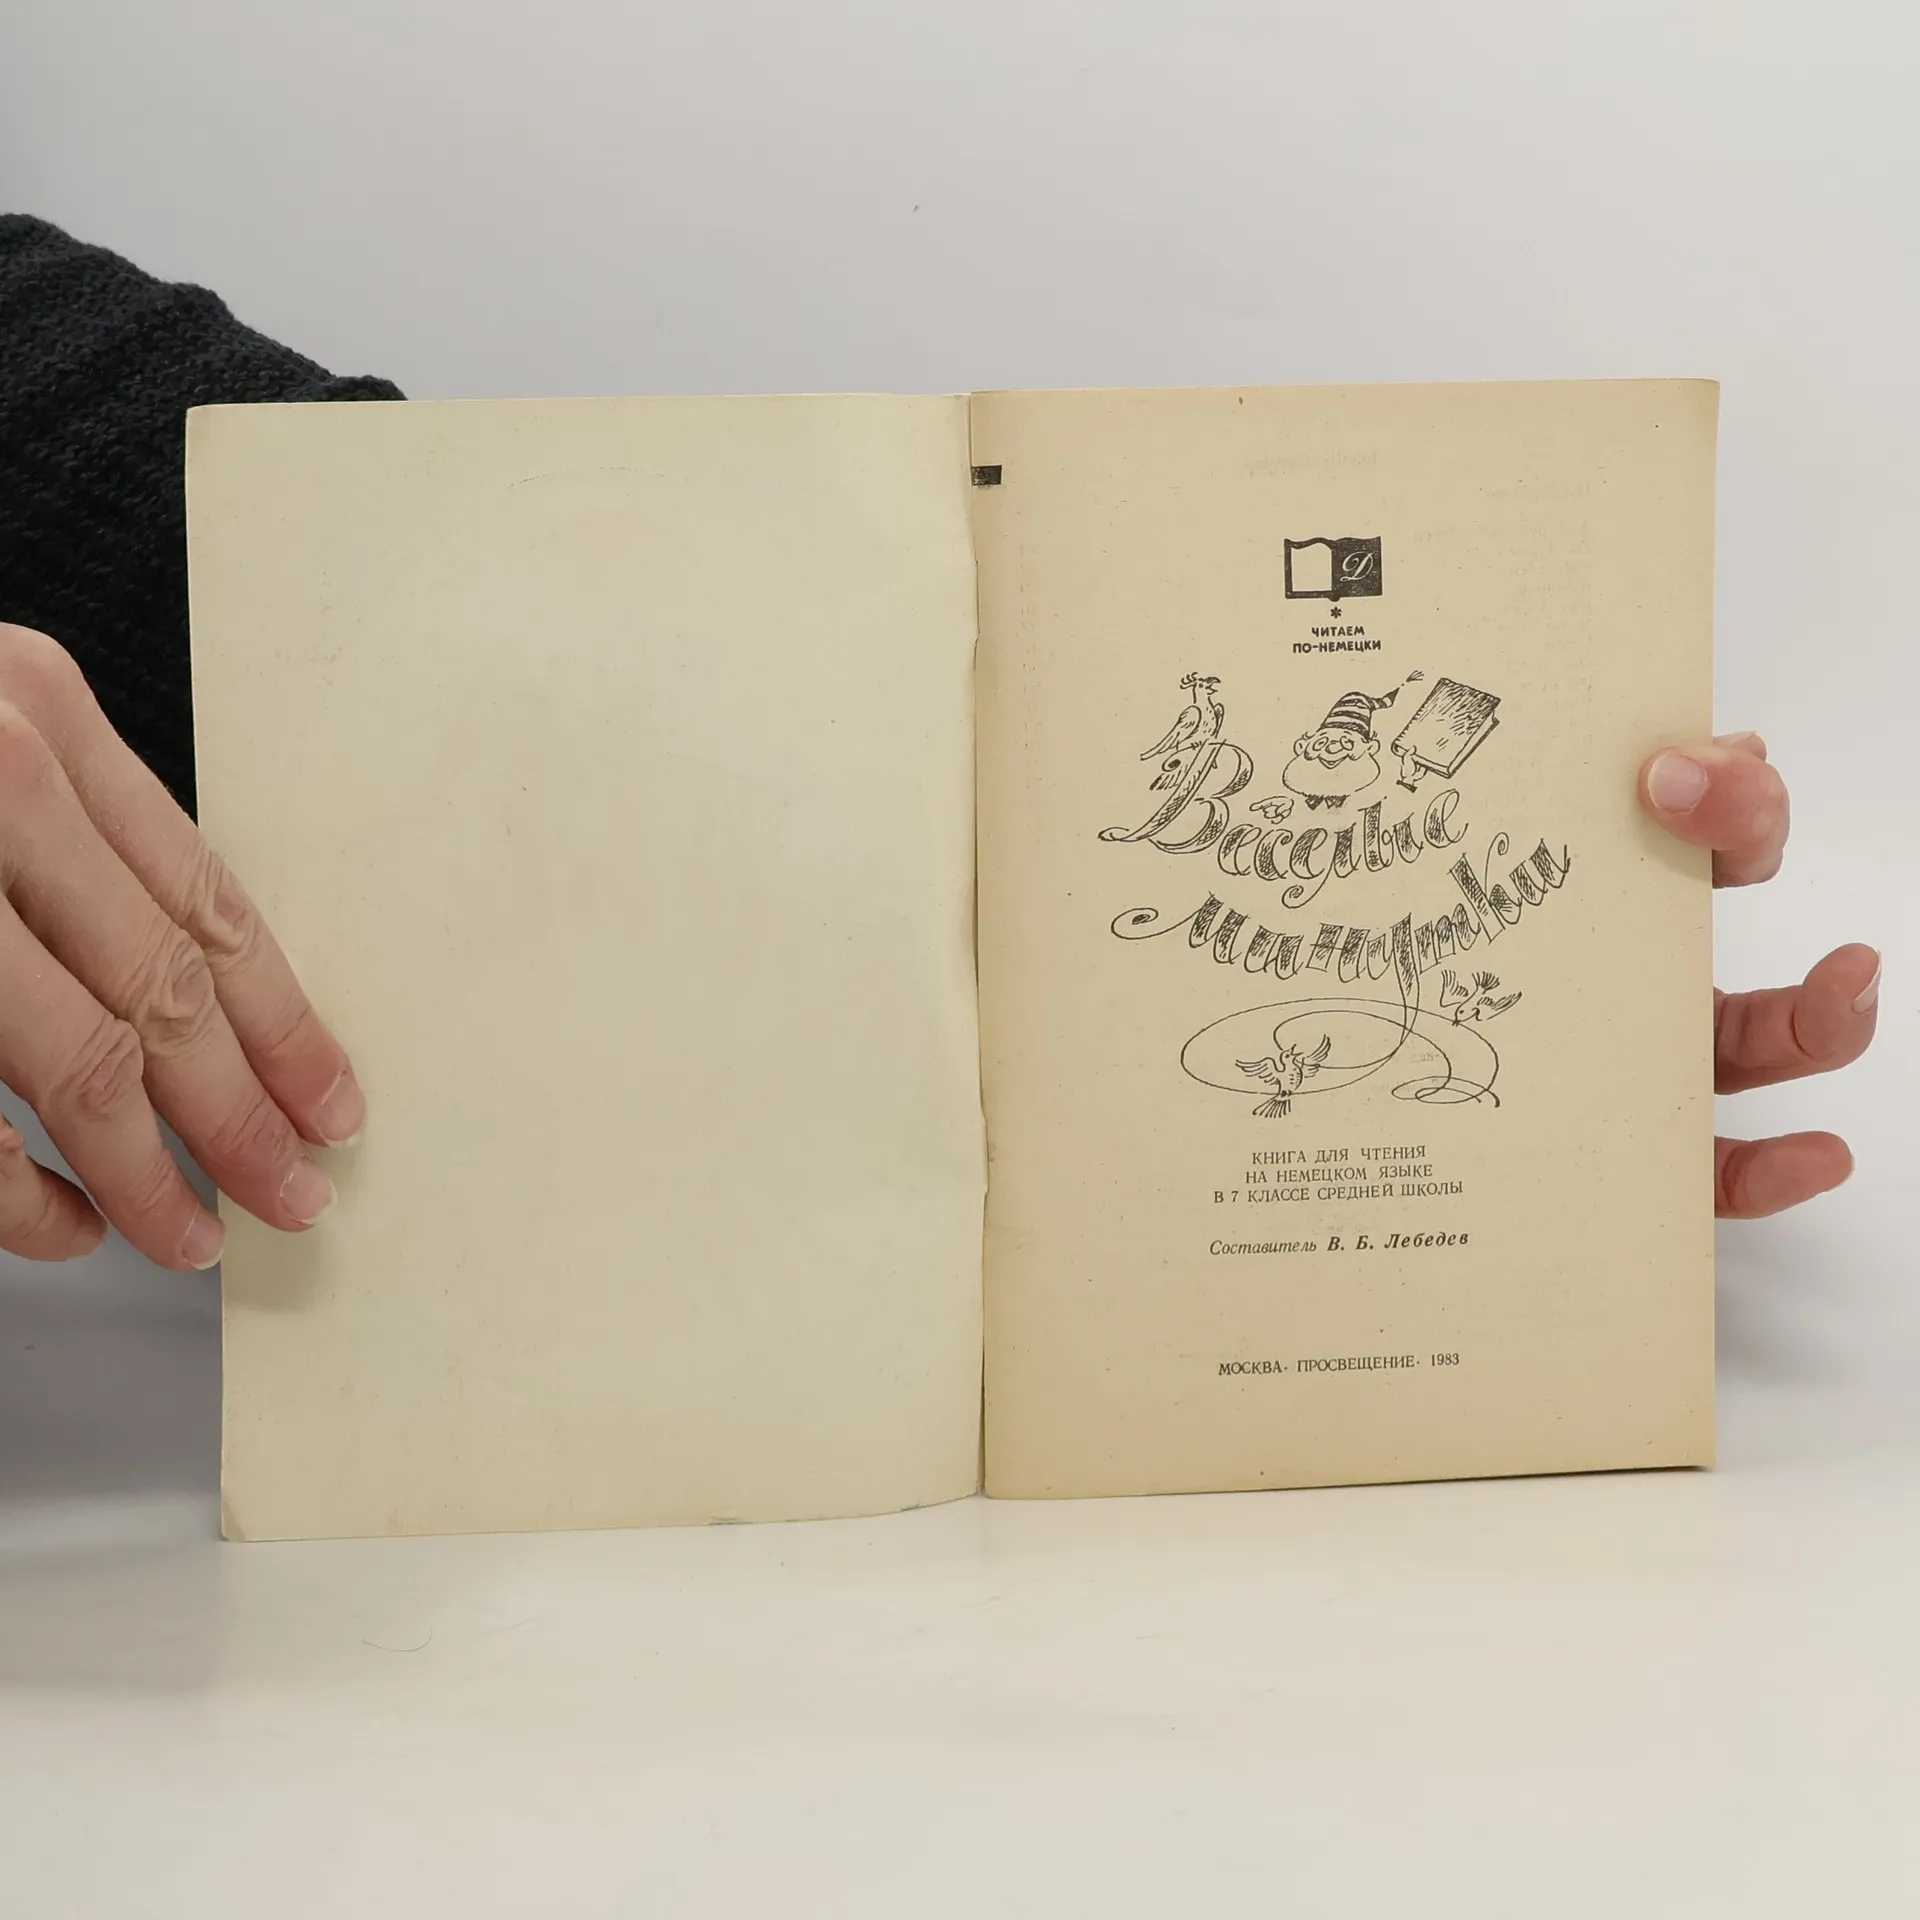 Д
*
ЧИТАЕМ
ПО-НЕМЕЦКИ
Весёлые
минутки
КНИГА ДЛЯ ЧТЕНИЯ
НА НЕМЕЦКОМ ЯЗЫКЕ
В 7 КЛАССЕ СРЕДНЕЙ ШКОЛЫ
Составитель В. Б. Лебедев
МОСКВА· ПРОСВЕЩЕНИЕ· 1983